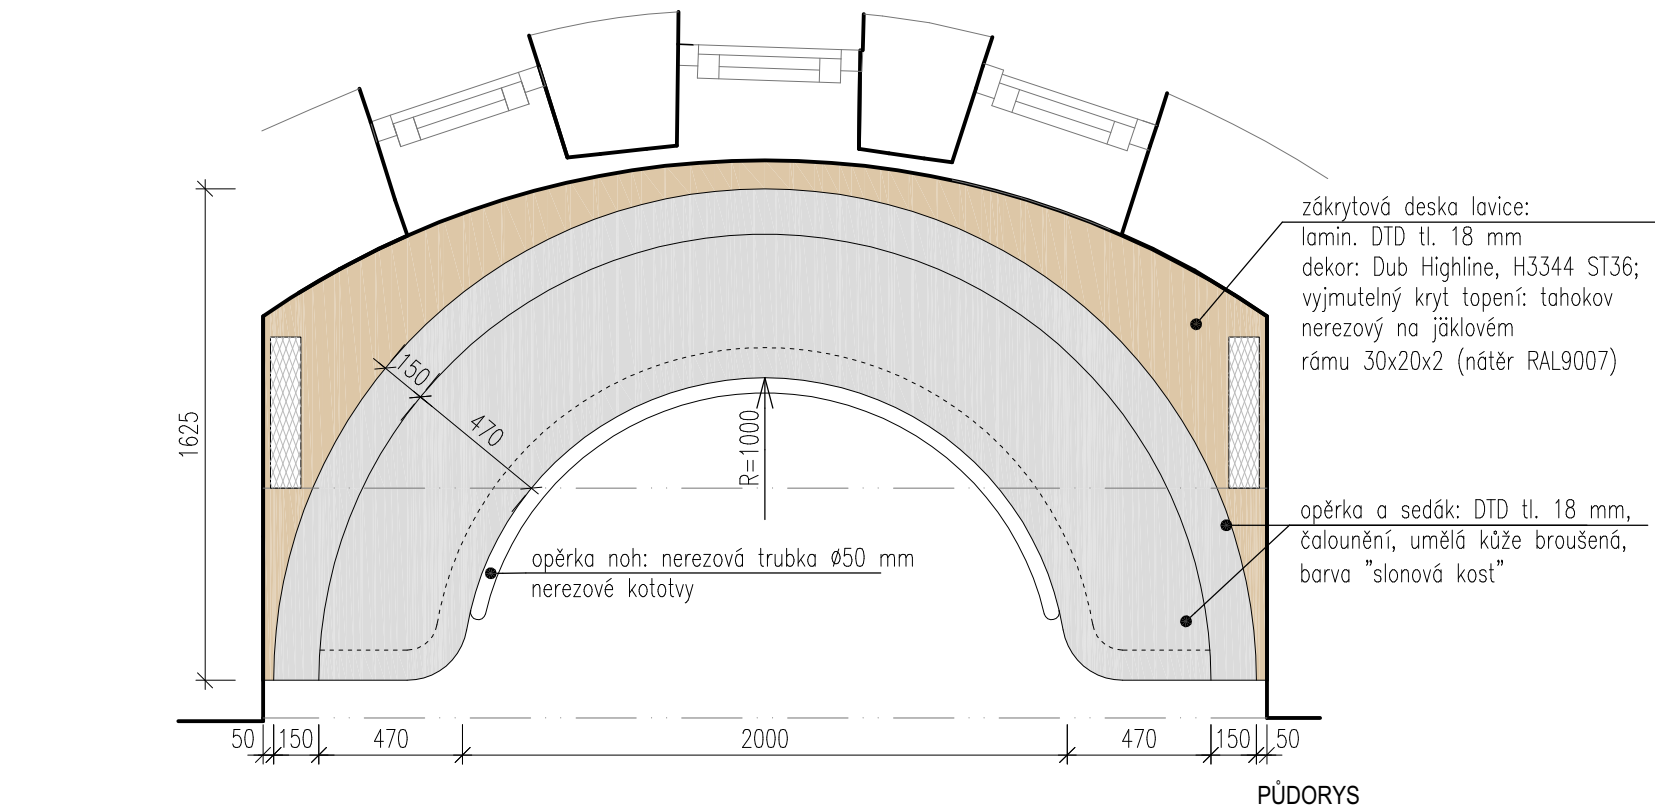 zákrytová deska lavice:
lamin. DTD tl. 18 mm
dekor: Dub Highline, H3344 ST36;
vyjmutelný kryt topení: tahokov
nerezový na jäklovém
rámu 30x20x2 (nátěr RAL9007)
150
470
1625
R=1000
opěrka a sedák: DTD tl. 18 mm,
čalounění, umělá kůže broušená,
barva "slonová kost"
opěrka noh: nerezová trubka Ø50 mm
nerezové kototvy
50 150 470 2000 470 150 50
PŮDORYS